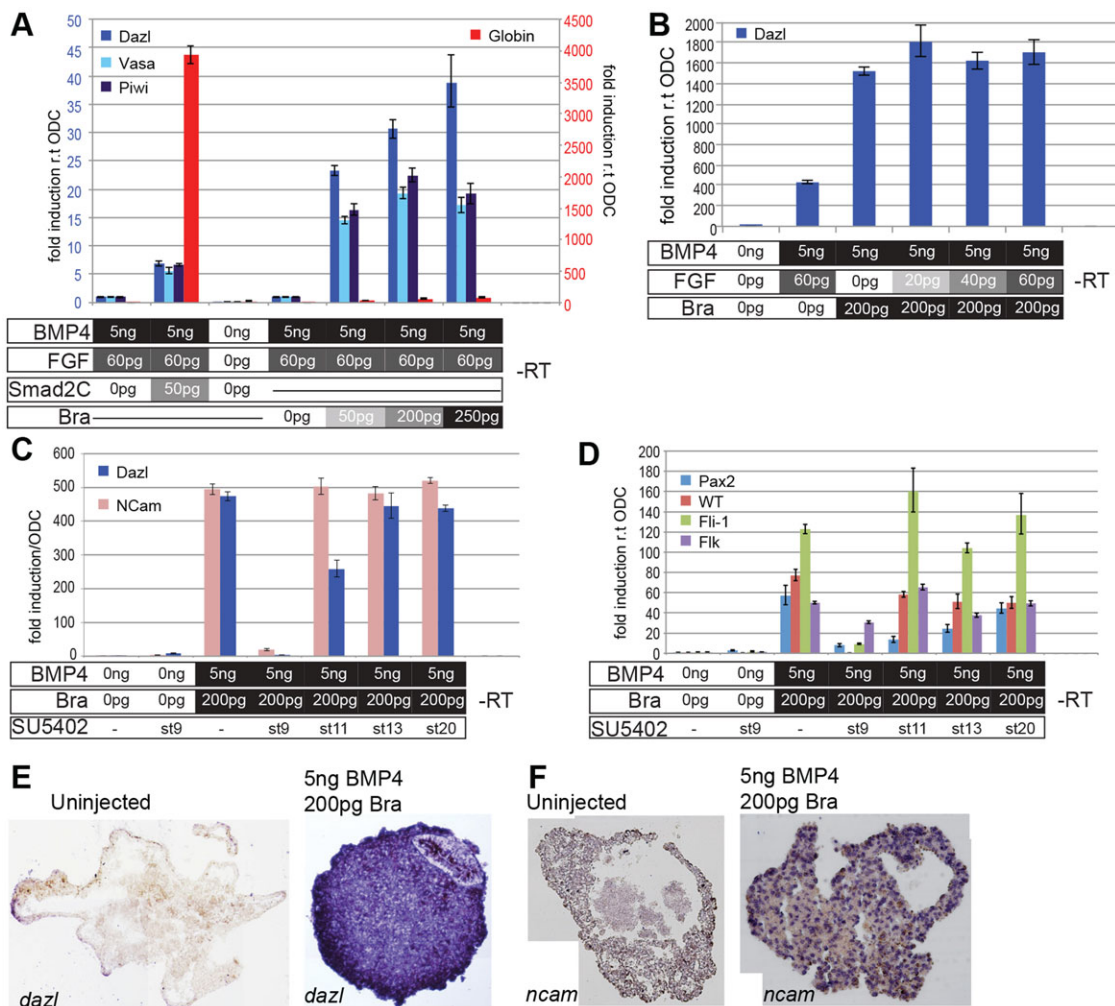 A
Dazl
Vasa
Piwi
Globin
fold induction r.t ODC
50
45
40
35
30
25
20
15
10
5
0
fold induction r.t ODC
4500
4000
3500
3000
2500
2000
1500
1000
500
0
BMP4 5ng 5ng 0ng 5ng 5ng 5ng 5ng
FGF 60pg 60pg 0pg 60pg 60pg 60pg 60pg
Smad2C 0pg 50pg 0pg
Bra 0pg 50pg 200pg 250pg
-RT
B
Dazl
fold induction r.t ODC
2000
1800
1600
1400
1200
1000
800
600
400
200
0
BMP4 0ng 5ng 5ng 5ng 5ng 5ng
FGF 0pg 60pg 0pg 20pg 40pg 60pg
Bra 0pg 0pg 200pg 200pg 200pg 200pg
-RT
C
Dazl
NCam
fold induction/ODC
600
500
400
300
200
100
0
BMP4 0ng 0ng 5ng 5ng 5ng 5ng 5ng
Bra 0pg 0pg 200pg 200pg 200pg 200pg 200pg
-RT
SU5402 - st9 - st9 st11 st13 st20
D
Pax2
WT
Fli-1
Flk
fold induction r.t ODC
200
180
160
140
120
100
80
60
40
20
0
BMP4 0ng 0ng 5ng 5ng 5ng 5ng 5ng
Bra 0pg 0pg 200pg 200pg 200pg 200pg 200pg
-RT
SU5402 - st9 - st9 st11 st13 st20
E
Uninjected
5ng BMP4
200pg Bra
dazl
dazl
F
Uninjected
5ng BMP4
200pg Bra
ncam
ncam